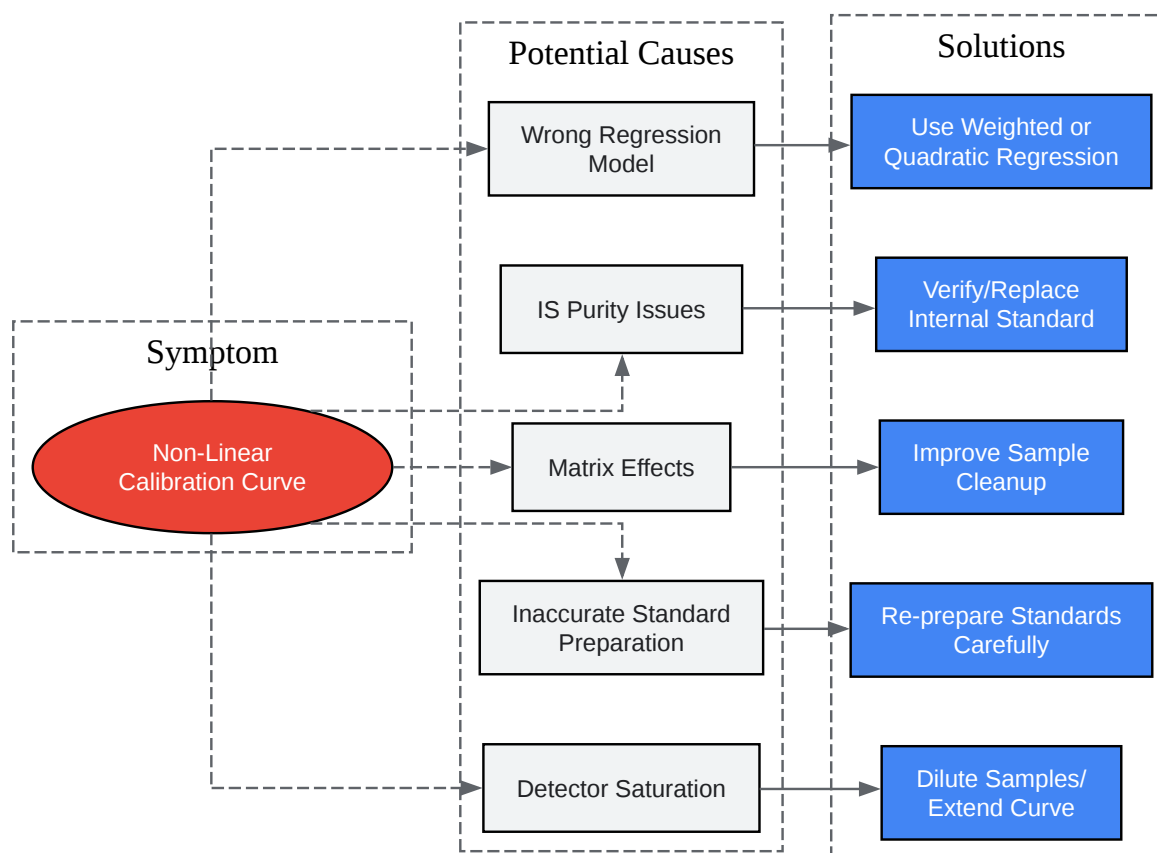 Potential Causes
Solutions
Wrong Regression
Model
Use Weighted or
Quadratic Regression
IS Purity Issues
Verify/Replace
Internal Standard
Symptom
Non-Linear
Calibration Curve
Matrix Effects
Improve Sample
Cleanup
Inaccurate Standard
Preparation
Re-prepare Standards
Carefully
Detector Saturation
Dilute Samples/
Extend Curve